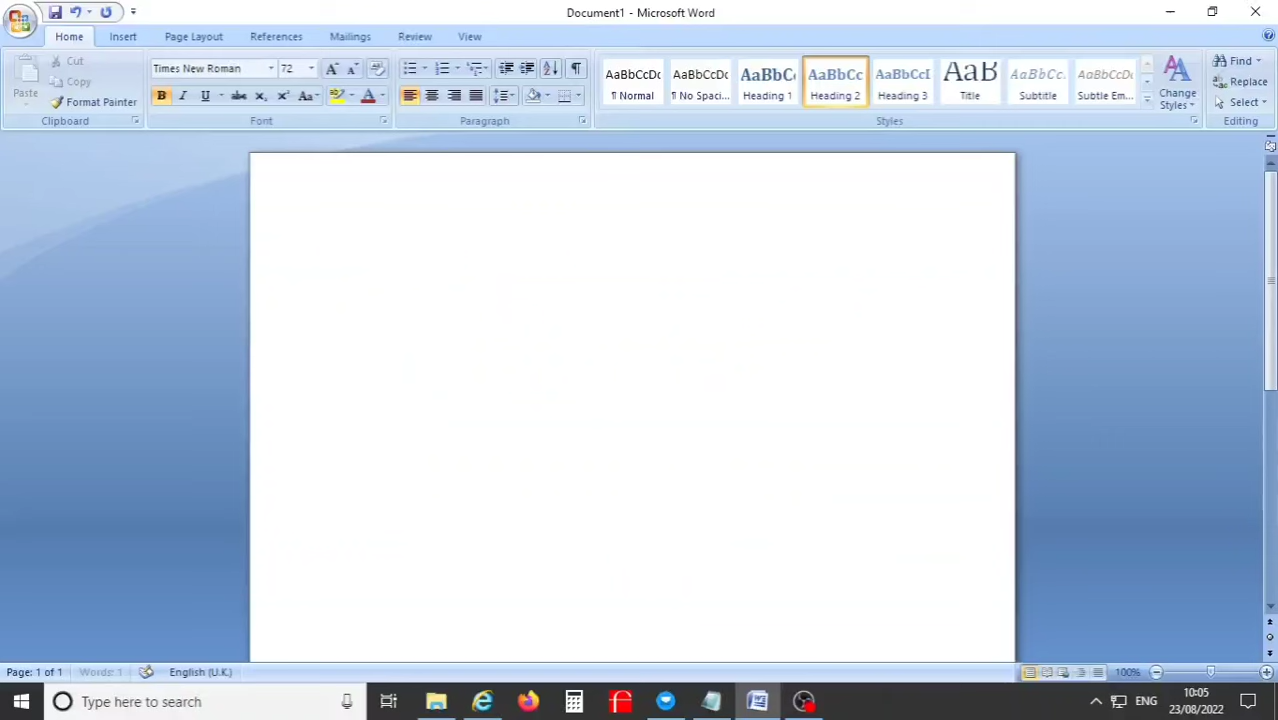 Document1 - Microsoft Word
Home Insert Page Layout References Mailings Review View
Paste
Cut
Copy
Format Painter
Clipboard
Times New Roman 72
Font
Paragraph
AaBbCcDc AaBbCcDc AaBbC AaBbCc AaBbCcI AaB AaBbCc. AaBbCcDc
¶ Normal ¶ No Spaci... Heading 1 Heading 2 Heading 3 Title Subtitle Subtle Em...
Styles
Change
Styles
Find
Replace
Select
Editing
Page: 1 of 1 Words: 1 English (U.K.) 100%
Type here to search
ENG
10:05
23/08/2022